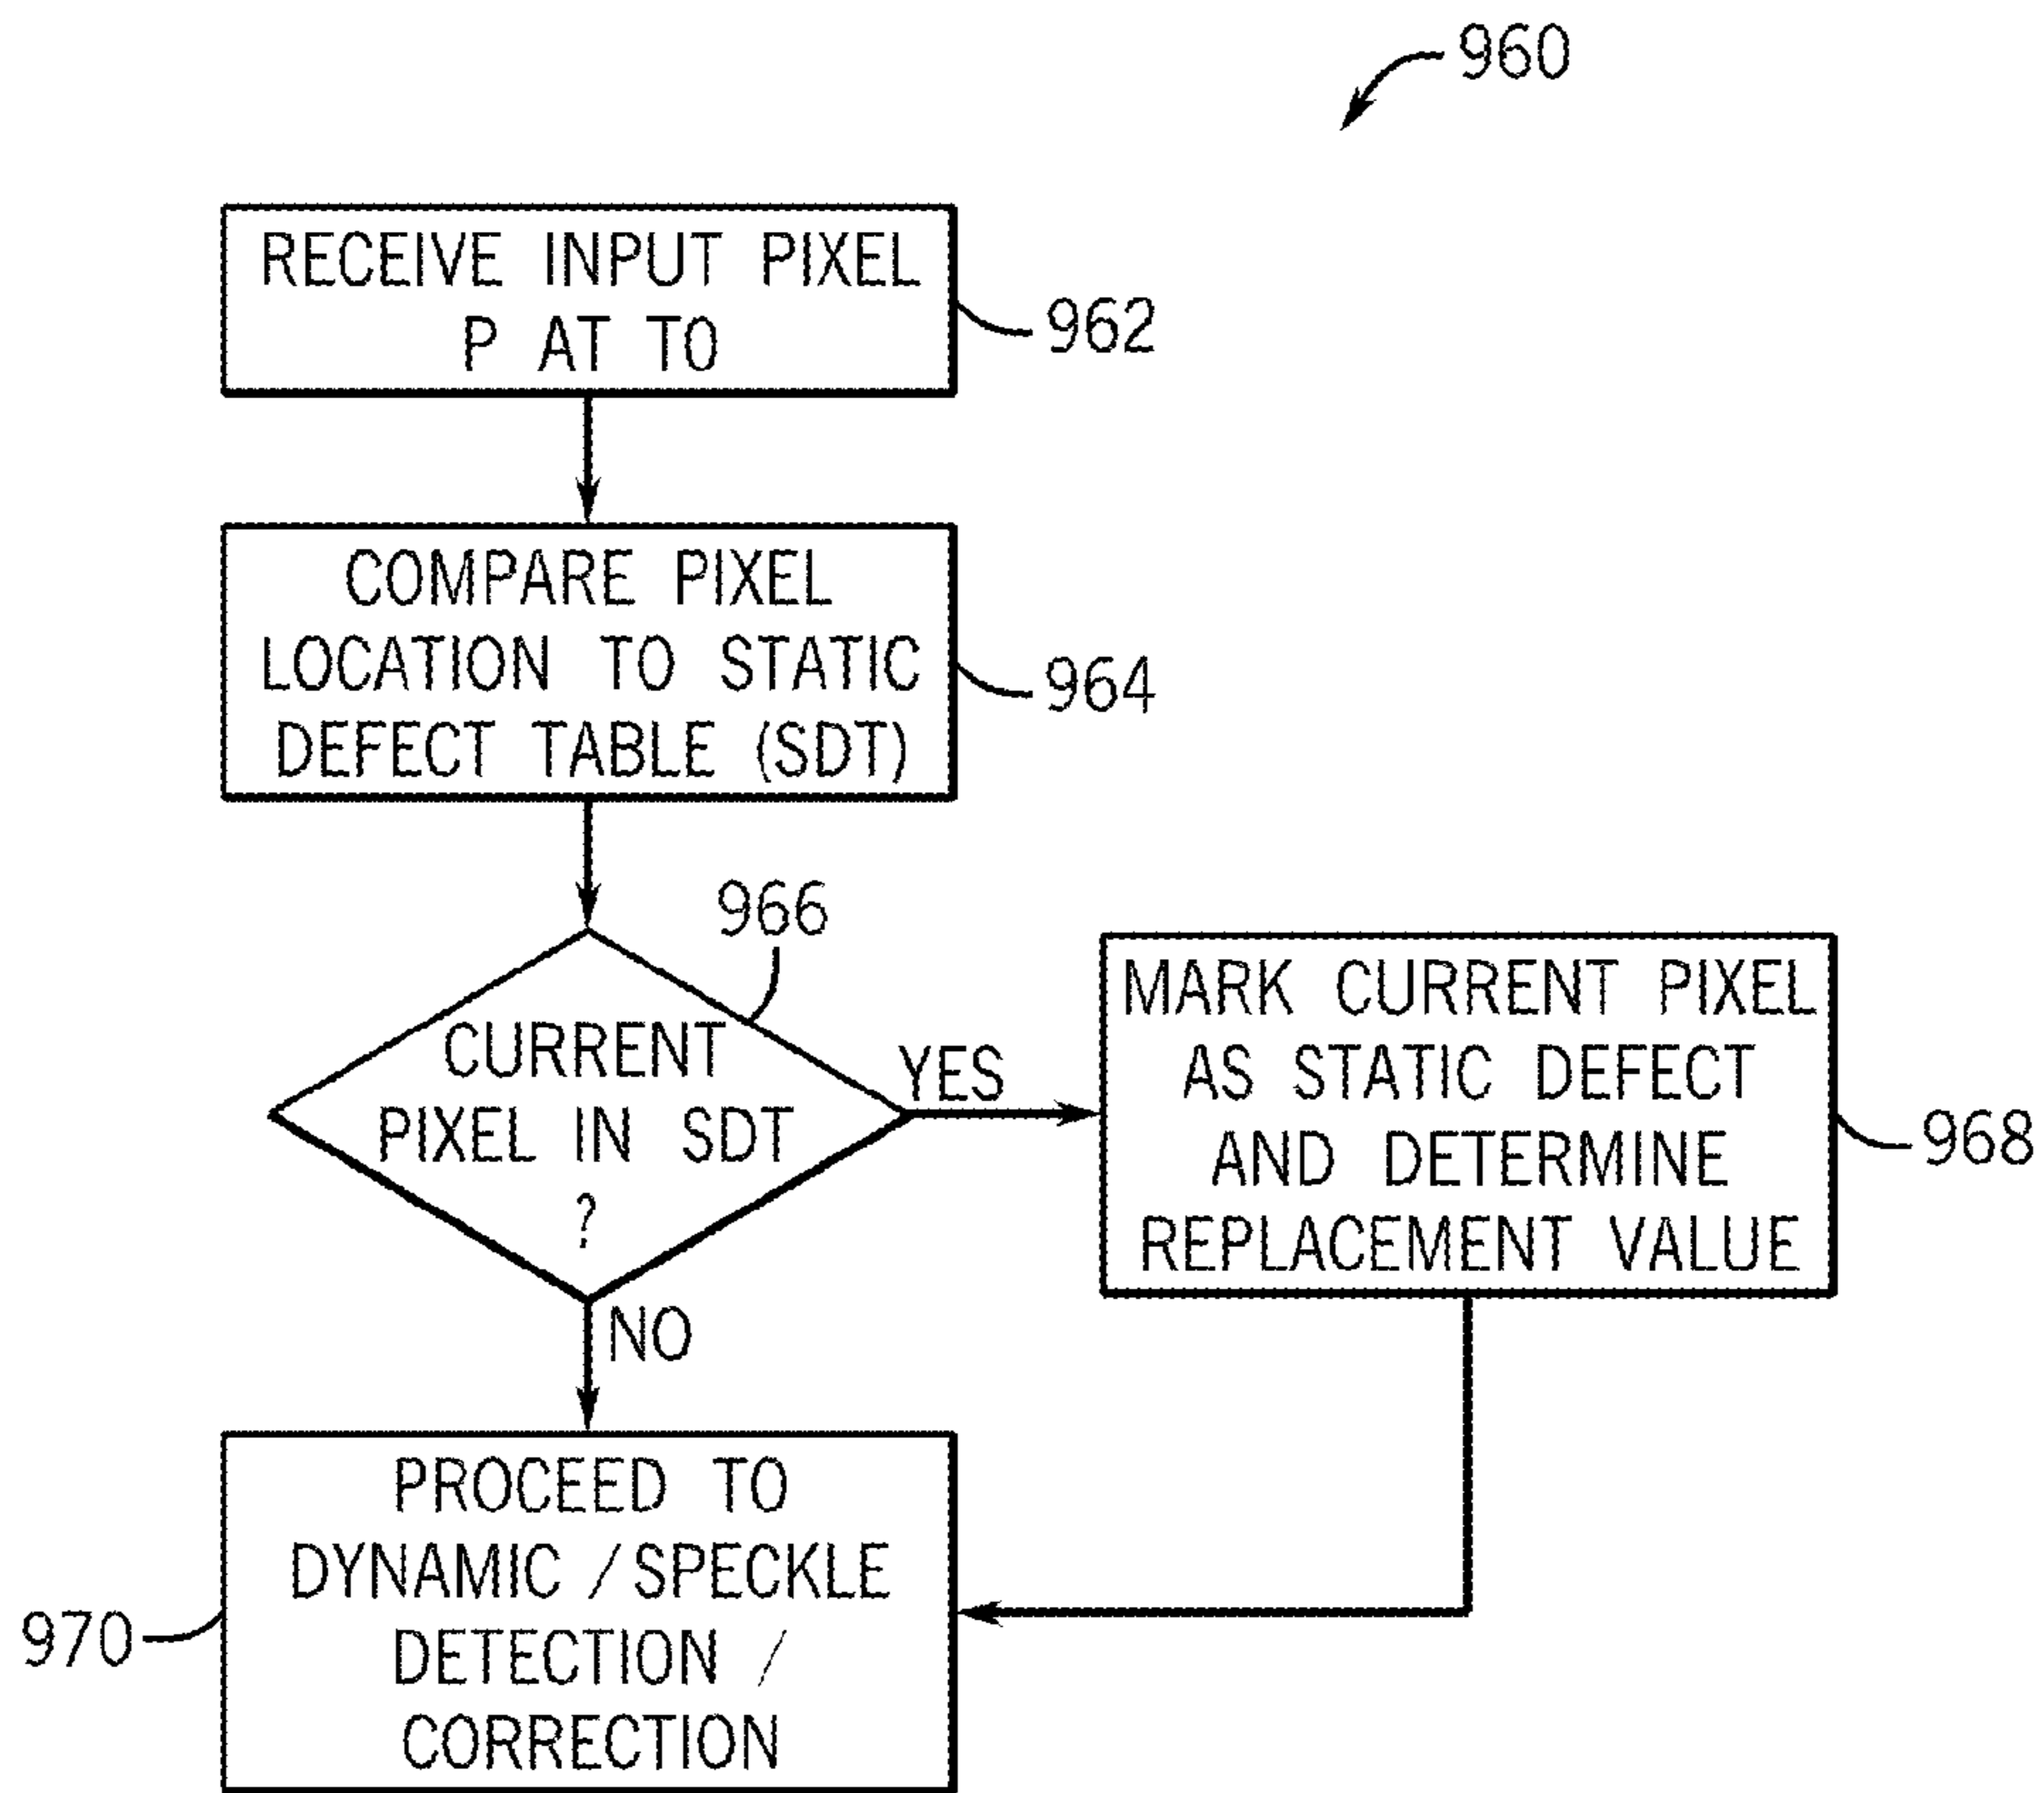 960
RECEIVE INPUT PIXEL
P AT TO
962
COMPARE PIXEL
LOCATION TO STATIC
DEFECT TABLE (SDT)
964
966
CURRENT
PIXEL IN SDT
?
YES
NO
MARK CURRENT PIXEL
AS STATIC DEFECT
AND DETERMINE
REPLACEMENT VALUE
968
PROCEED TO
DYNAMIC / SPECKLE
DETECTION /
CORRECTION
970